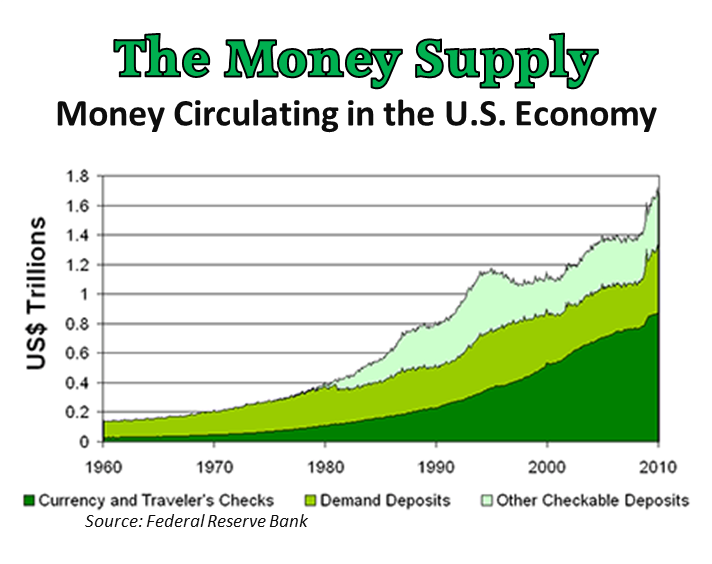 The Money Supply
Money Circulating in the U.S. Economy
US$ Trillions
1.8
1.6
1.4
1.2
1
0.8
0.6
0.4
0.2
0
1960 1970 1980 1990 2000 2010
Currency and Traveler's Checks Demand Deposits Other Checkable Deposits
Source: Federal Reserve Bank